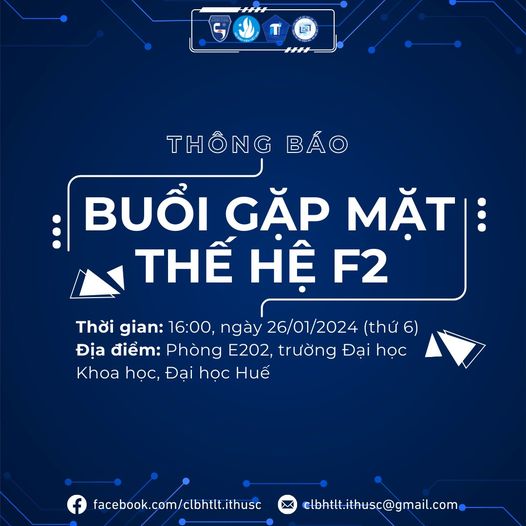 THÔNG BÁO
BUỔI GẶP MẶT
THẾ HỆ F2
Thời gian: 16:00, ngày 26/01/2024 (thứ 6)
Địa điểm: Phòng E202, trường Đại học
Khoa học, Đại học Huế
facebook.com/clbhtlt.ithusc
clbhtlt.ithusc@gmail.com